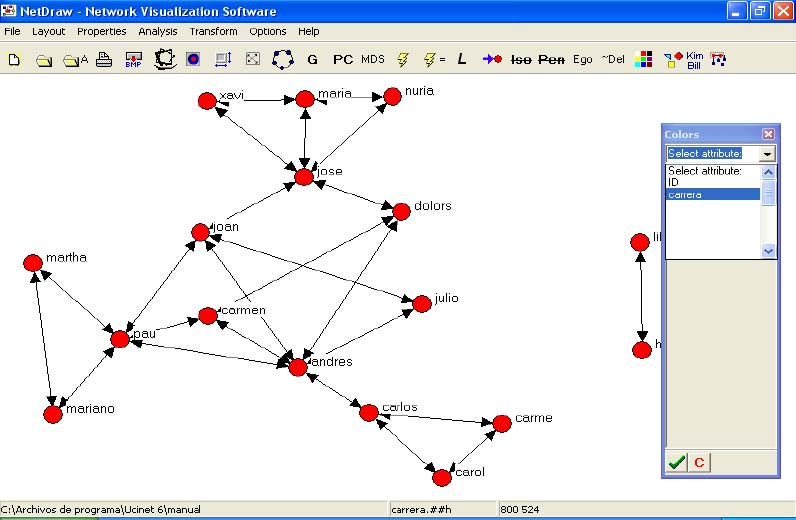 NetDraw - Network Visualization Software
File Layout Properties Analysis Transform Options Help
A BMP G PC MDS = L Iso Pen Ego ~Del Kim Bill
xavi maria nuria
jose
dolors
joan
martha
julio
carmen
pau
andres
mariano
carlos
carme
carol
h
Colors
Select attribute:
Select attribute:
ID
carrera
C
C:\Archivos de programa\Ucinet 6\manual carrera.##h 800 524